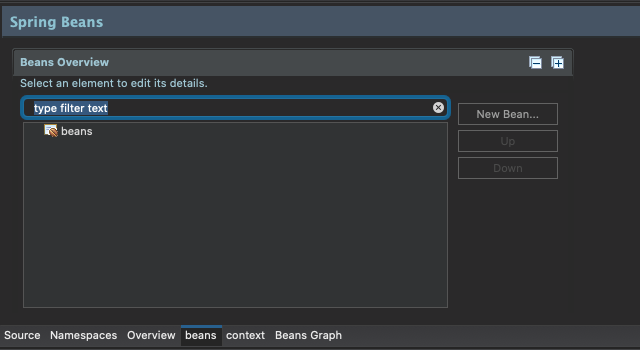 Spring Beans
Beans Overview
Select an element to edit its details.
type filter text
beans
New Bean...
Up
Down
Source Namespaces Overview beans context Beans Graph